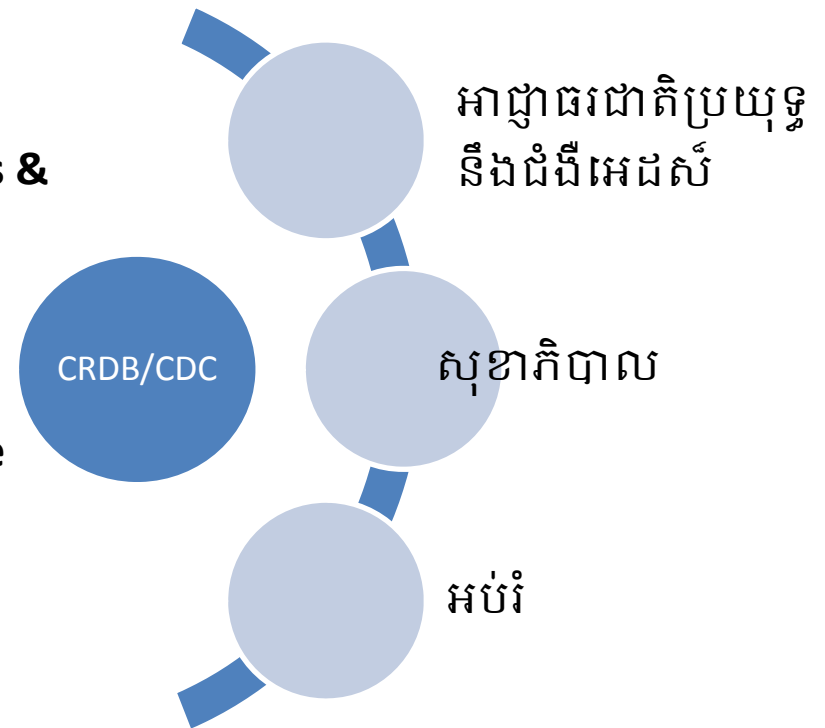 អាជ្ញាធរជាតិប្រយុទ្ធ
នឹងជំងឺអេដស៍
s &
CRDB/CDC
សុខាភិបាល
e
អប់រំ